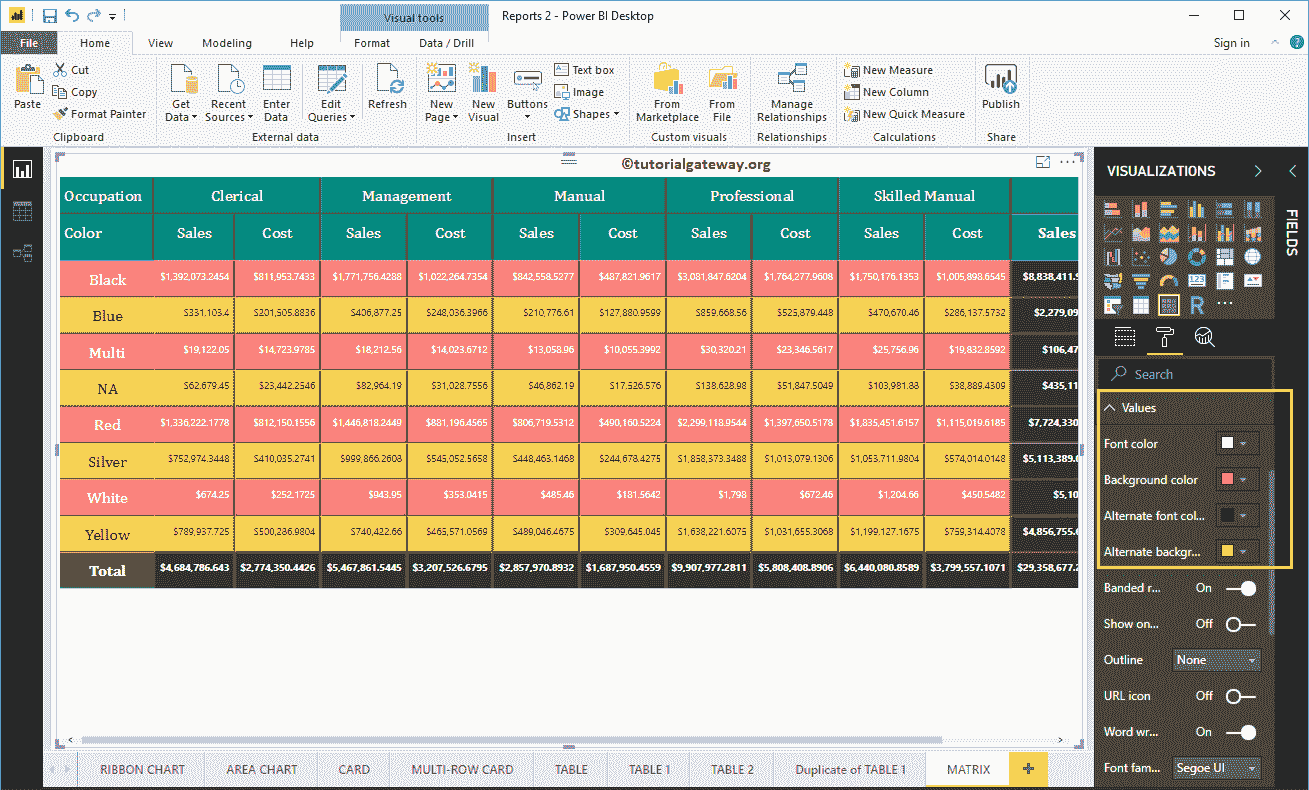 Visual tools
Reports 2 - Power BI Desktop
File Home View Modeling Help Format Data / Drill Sign in
Paste
Cut
Copy
Format Painter
Clipboard
Get Data
Recent Sources
Enter Data
Edit Queries
Refresh
External data
New Page
New Visual
Buttons
Text box
Image
Shapes
Insert
From Marketplace
From File
Custom visuals
Manage Relationships
Relationships
New Measure
New Column
New Quick Measure
Calculations
Publish
Share
©tutorialgateway.org
Occupation Clerical Management Manual Professional Skilled Manual
Color Sales Cost Sales Cost Sales Cost Sales Cost Sales Cost Sales
Black $1,392,073.2454 $811,953.7433 $1,771,756.4288 $1,022,264.7354 $842,558.5277 $487,821.9617 $3,081,847.6204 $1,764,277.9608 $1,750,176.1353 $1,005,898.6545 $8,838,411.9
Blue $331,103.4 $201,505.8836 $406,877.25 $248,036.3966 $210,776.61 $127,880.9599 $859,668.56 $525,879.448 $470,670.46 $286,137.5732 $2,279,09
Multi $19,122.05 $14,723.9785 $18,212.56 $14,023.6712 $13,058.96 $10,055.3992 $30,320.21 $23,346.5617 $25,756.96 $19,832.8592 $106,47
NA $62,679.45 $23,442.2546 $82,964.19 $31,028.7556 $46,862.19 $17,526.576 $138,628.98 $51,847.5049 $103,981.88 $38,889.4309 $435,11
Red $1,336,222.1778 $812,150.1556 $1,446,818.2449 $881,196.4565 $806,719.5312 $490,160.5224 $2,299,118.9544 $1,397,650.5178 $1,835,451.6157 $1,115,019.6185 $7,724,330
Silver $752,974.3448 $410,035.2741 $999,866.2608 $545,052.5658 $448,463.1468 $244,678.4275 $1,858,373.3488 $1,013,079.1306 $1,053,711.9804 $574,014.0148 $5,113,389.0
White $674.25 $252.1725 $943.95 $353.0415 $485.46 $181.5642 $1,798 $672.46 $1,204.66 $450.5482 $5,10
Yellow $789,937.725 $500,286.9804 $740,422.66 $465,571.0569 $489,046.4675 $309,645.045 $1,638,221.6075 $1,031,655.3068 $1,199,127.1675 $759,314.4078 $4,856,755.6
Total $4,684,786.643 $2,774,350.4426 $5,467,861.5445 $3,207,526.6795 $2,857,970.8932 $1,687,950.4559 $9,907,977.2811 $5,808,408.8906 $6,440,080.8589 $3,799,557.1071 $29,358,677.2
VISUALIZATIONS
FIELDS
Search
Values
Font color
Background color
Alternate font col...
Alternate backgr...
Banded r... On
Show on... Off
Outline None
URL icon Off
Word wr... On
Font fam... Segoe UI
RIBBON CHART AREA CHART CARD MULTI-ROW CARD TABLE TABLE 1 TABLE 2 Duplicate of TABLE 1 MATRIX